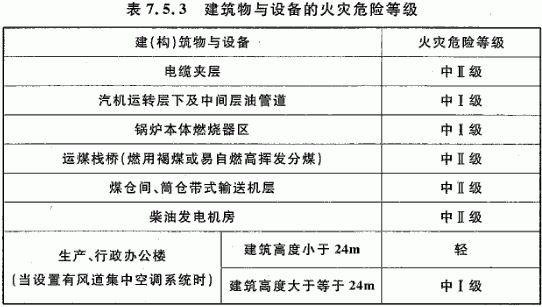 表 7.5.3 建筑物与设备的火灾危险等级
建(构)筑物与设备 火灾危险等级
电缆夹层 中Ⅱ级
汽机运转层下及中间层油管道 中Ⅰ级
锅炉本体燃烧器区 中Ⅰ级
运煤栈桥(燃用褐煤或易自燃高挥发分煤) 中Ⅱ级
煤仓间、筒仓带式输送机层 中Ⅱ级
柴油发电机房 中Ⅱ级
生产、行政办公楼
(当设置有风道集中空调系统时)
建筑高度小于 24m 轻
建筑高度大于等于 24m 中Ⅰ级